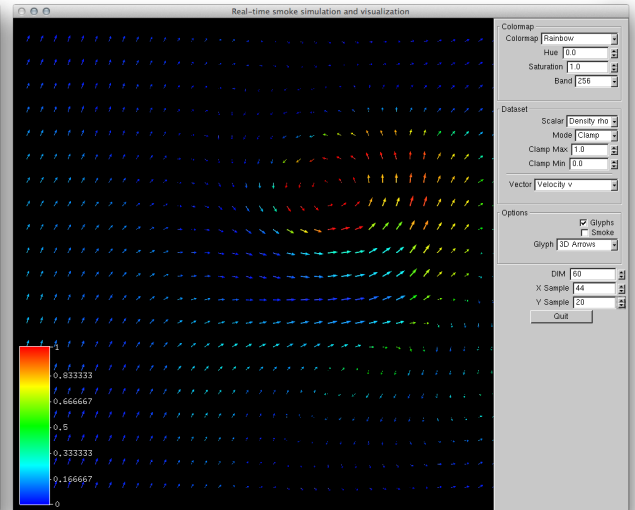 Real-time smoke simulation and visualization
Colormap
Colormap Rainbow
Hue 0.0
Saturation 1.0
Band 256
Dataset
Scalar Density rho
Mode Clamp
Clamp Max 1.0
Clamp Min 0.0
Vector Velocity v
Options
Glyphs
Smoke
Glyph 3D Arrows
DIM 60
X Sample 44
Y Sample 20
Quit
1
0.833333
0.666667
0.5
0.333333
0.166667
0